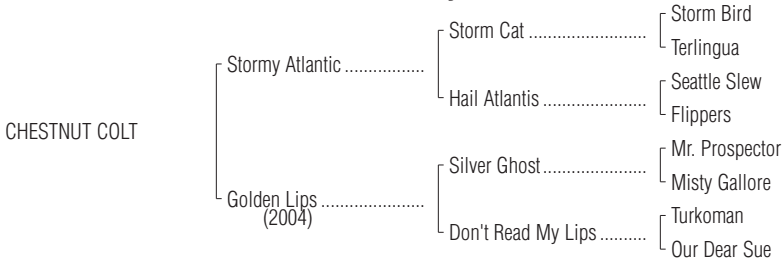 Storm Bird
Storm Cat ........................
Terlingua
Stormy Atlantic .................
Seattle Slew
Hail Atlantis .....................
Flippers
CHESTNUT COLT
Mr. Prospector
Silver Ghost.....................
Misty Gallore
Golden Lips .....................
(2004)
Turkoman
Don't Read My Lips ..........
Our Dear Sue